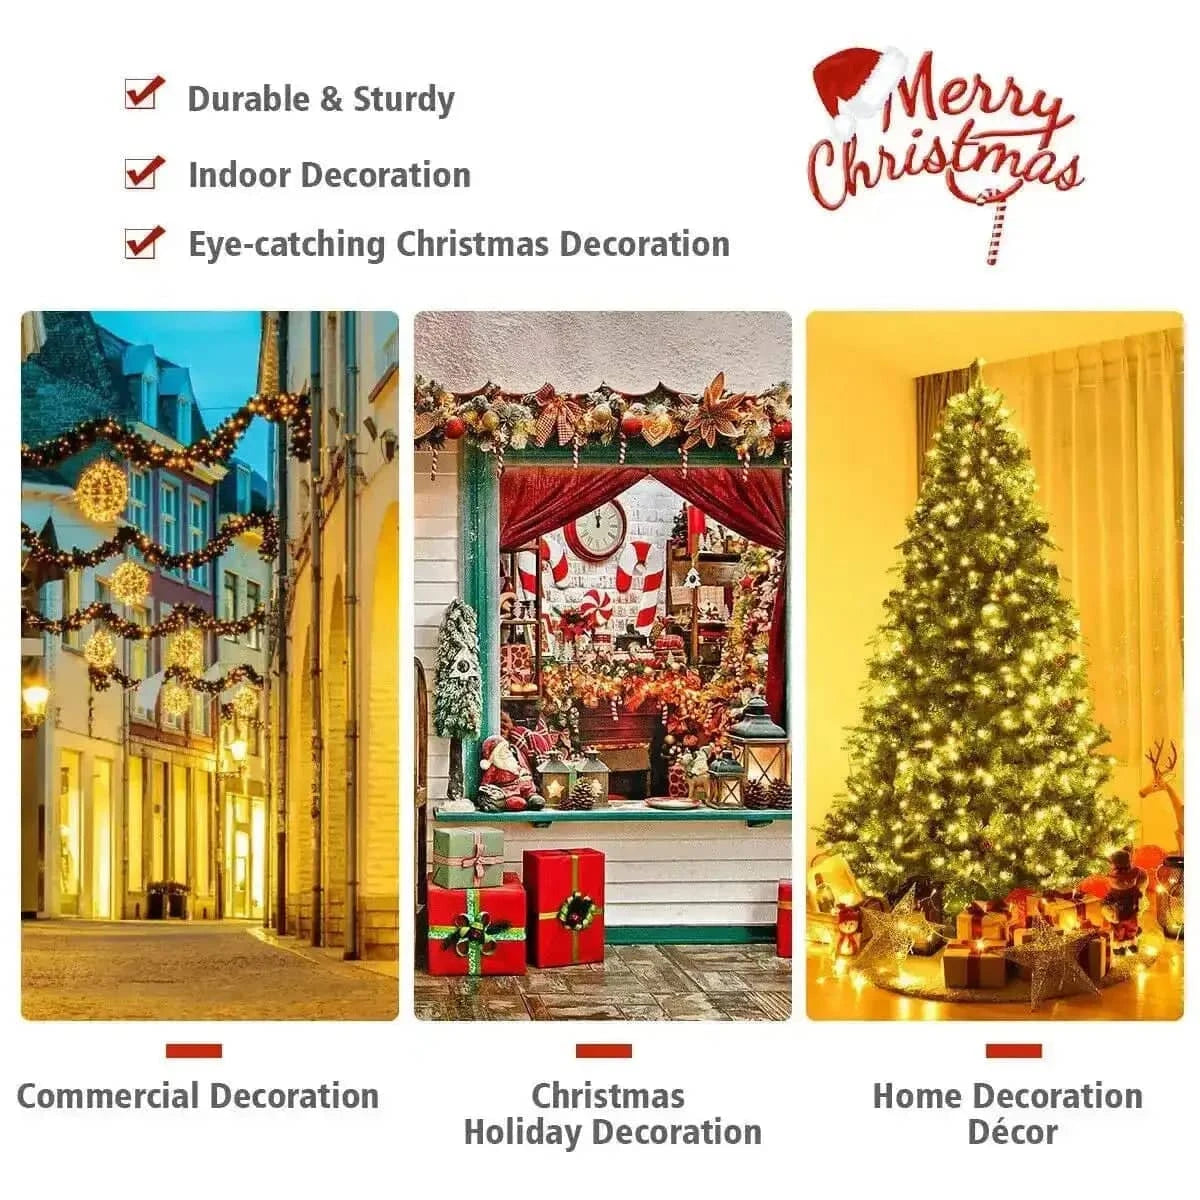 Durable & Sturdy
Indoor Decoration
Eye-catching Christmas Decoration
Merry
Christmas
Commercial Decoration
Christmas
Holiday Decoration
Home Decoration
Décor